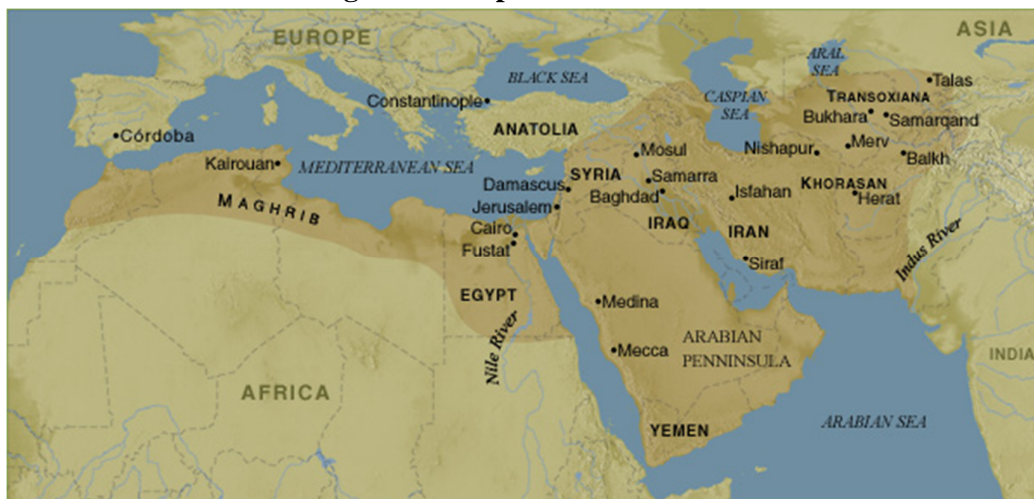 EUROPE
ASIA
ARAL
SEA
BLACK SEA
CASPIAN
SEA
Talas
TRANSOXIANA
Constantinople
Bukhara
Samarqand
Córdoba
ANATOLIA
Kairouan
MEDITERRANEAN SEA
Mosul
Nishapur
Merv
Balkh
SYRIA
Samarra
Damascus
Baghdad
Isfahan
KHORASAN
Herat
MAGHRIB
Jerusalem
Cairo
IRAQ
IRAN
Fustat
Siraf
Indus River
EGYPT
Medina
Nile River
ARABIAN
PENNINSULA
Mecca
INDIA
AFRICA
YEMEN
ARABIAN SEA